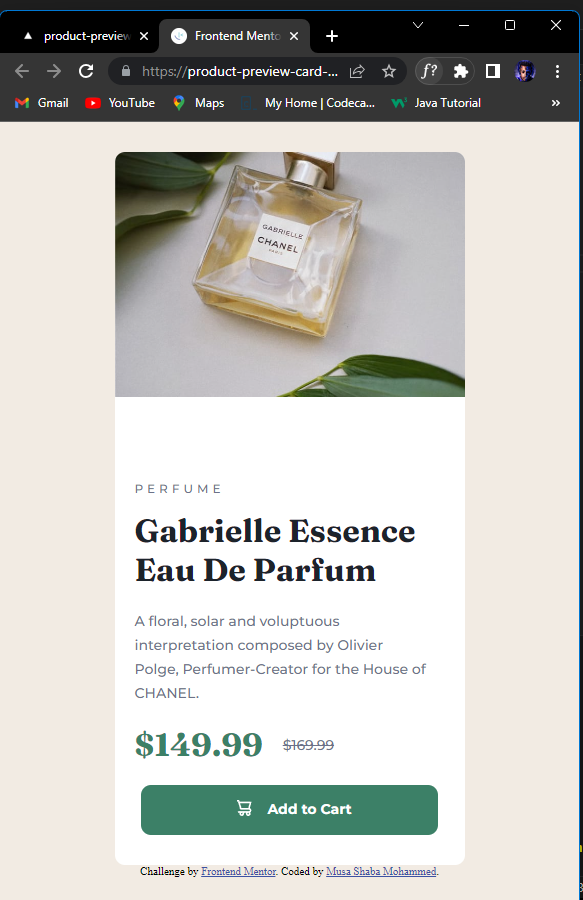 product-preview
Frontend Mento
https://product-preview-card-...
f?
Gmail
YouTube
Maps
My Home | Codeca...
Java Tutorial
»
GABRIELLE
CHANEL
PARIS
PERFUME
Gabrielle Essence
Eau De Parfum
A floral, solar and voluptuous
interpretation composed by Olivier
Polge, Perfumer-Creator for the House of
CHANEL.
$149.99 $169.99
Add to Cart
Challenge by Frontend Mentor. Coded by Musa Shaba Mohammed.